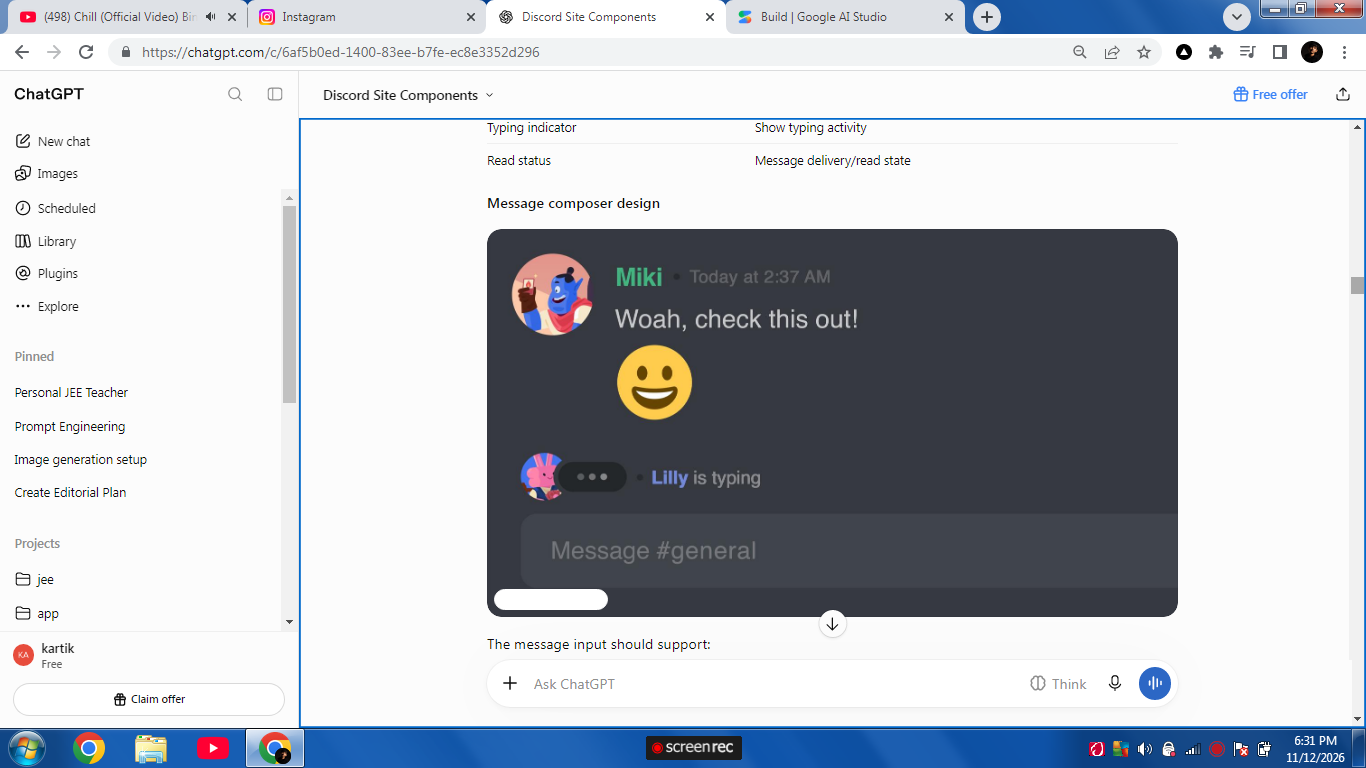 (498) Chill (Official Video) Bin
Instagram
Discord Site Components
Build | Google AI Studio
https://chatgpt.com/c/6af5b0ed-1400-83ee-b7fe-ec8e3352d296
ChatGPT
Discord Site Components
Free offer
New chat
Images
Scheduled
Library
Plugins
Explore
Pinned
Personal JEE Teacher
Prompt Engineering
Image generation setup
Create Editorial Plan
Projects
jee
app
KA
kartik
Free
Claim offer
Typing indicator Show typing activity
Read status Message delivery/read state
Message composer design
Miki • Today at 2:37 AM
Woah, check this out!
• Lilly is typing
Message #general
The message input should support:
Ask ChatGPT
Think
screenrec
6:31 PM
11/12/2026